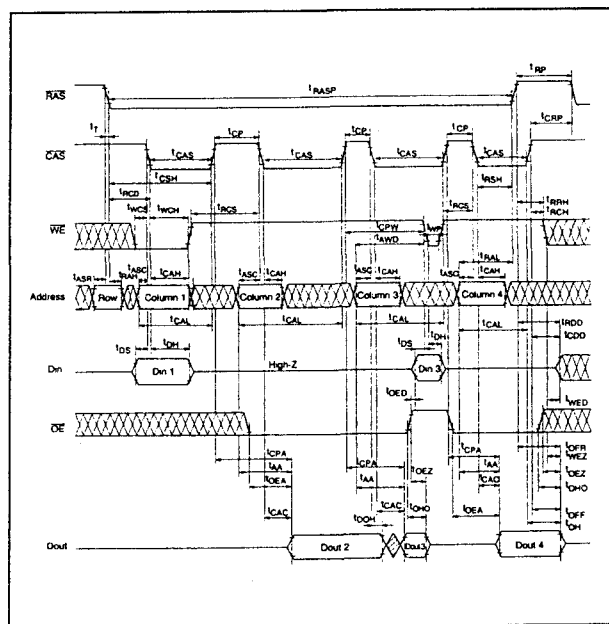 tRP
RAS
tRASP
tCRP
tT
tCP
tCP
tCP
CAS
tCAS
tCAS
tCAS
tCAS
tCSH
tRSH
tRCD
tRRH
tWCS
tWCH
tRCS
tRCS
tRCH
tCPW
tWP
WE
tAWD
tASR
tRAH
tASC
tCAH
tASC
tCAH
tASC
tCAH
tASC
tRAL
tCAH
Address
Row
Column 1
Column 2
Column 3
Column 4
tCAL
tCAL
tCAL
tCAL
tRDD
tCDD
tDS
tDH
tDS
tDH
Din
Din 1
High-Z
Din 3
tOED
tWED
OE
tCPA
tCPA
tCPA
tOFR
tWEZ
tAA
tAA
tAA
tOEZ
tOEZ
tOEA
tCAC
tOHO
tCAC
tCAC
tOHO
tOEA
tOFF
tDOH
tOH
Dout
Dout 2
Dout3
Dout 4